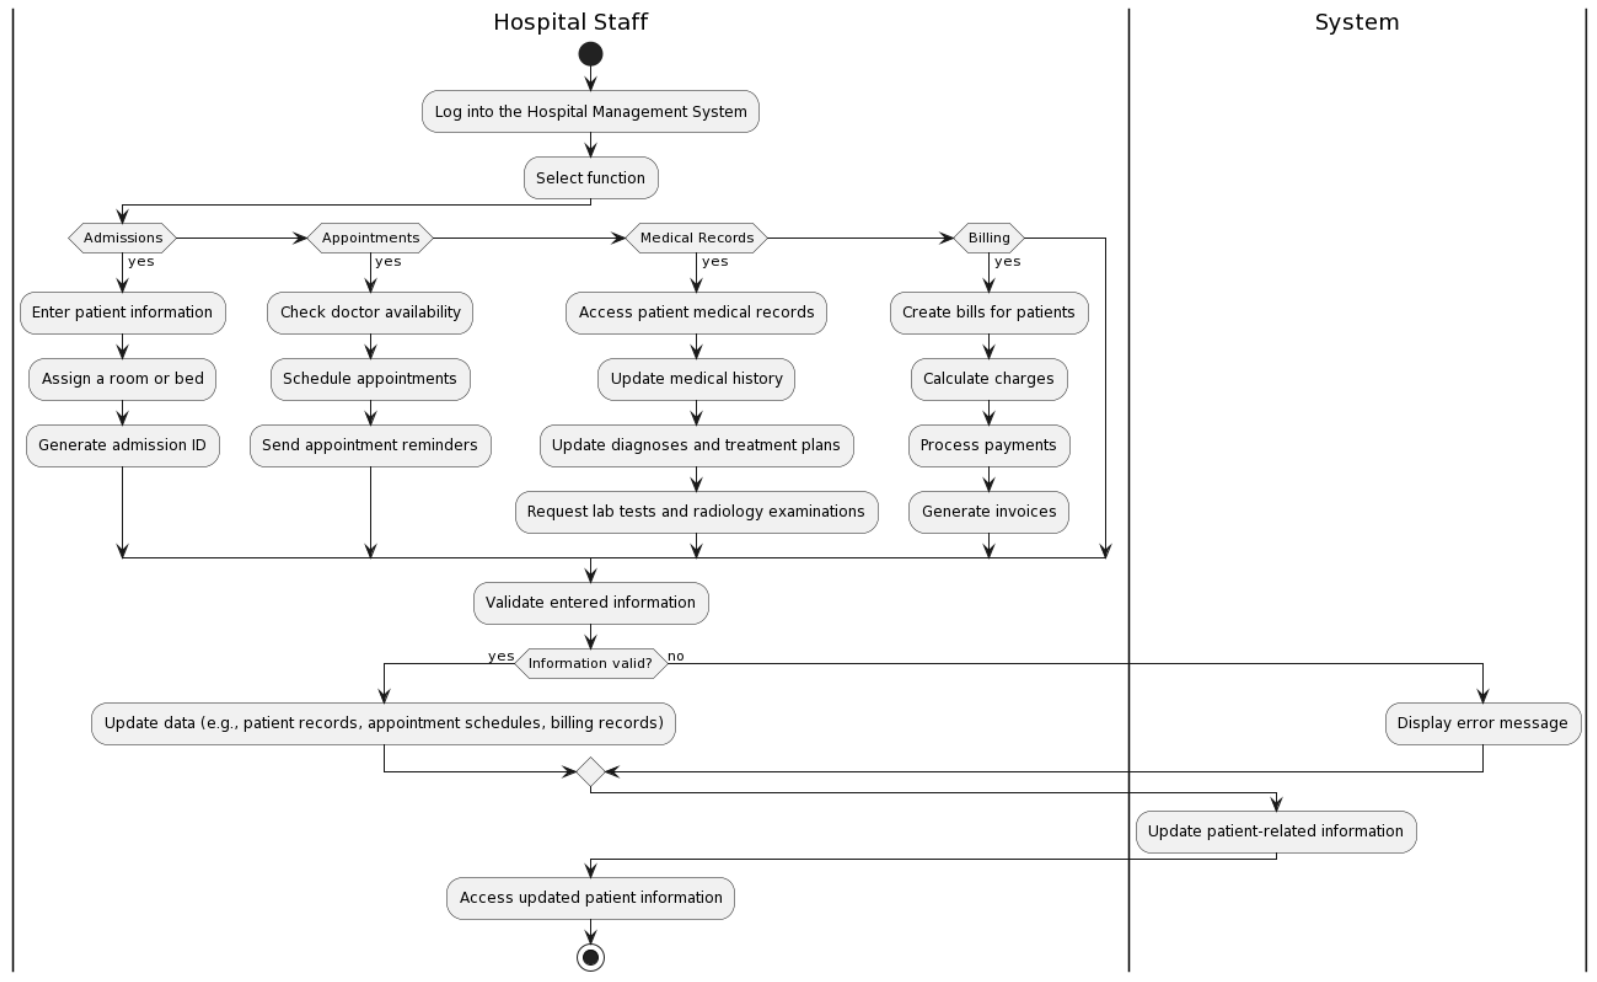 Hospital Staff
System
Log into the Hospital Management System
Select function
Admissions
Appointments
Medical Records
Billing
yes
yes
yes
yes
Enter patient information
Check doctor availability
Access patient medical records
Create bills for patients
Assign a room or bed
Schedule appointments
Update medical history
Calculate charges
Generate admission ID
Send appointment reminders
Update diagnoses and treatment plans
Process payments
Request lab tests and radiology examinations
Generate invoices
Validate entered information
yes
Information valid?
no
Update data (e.g., patient records, appointment schedules, billing records)
Display error message
Update patient-related information
Access updated patient information